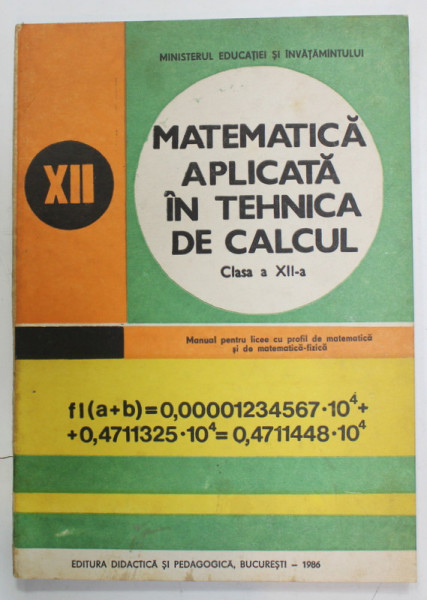 MINISTERUL EDUCAȚIEI ȘI ÎNVĂȚĂMÎNTULUI
XII
MATEMATICĂ
APLICATĂ
ÎN TEHNICA
DE CALCUL
Clasa a XII-a
Manual pentru licee cu profil de matematică
și de matematică-fizică
fl(a+b)=0,00001234567·10⁴+
+0,4711325·10⁴=0,4711448·10⁴
EDITURA DIDACTICĂ ȘI PEDAGOGICĂ, BUCUREȘTI – 1986